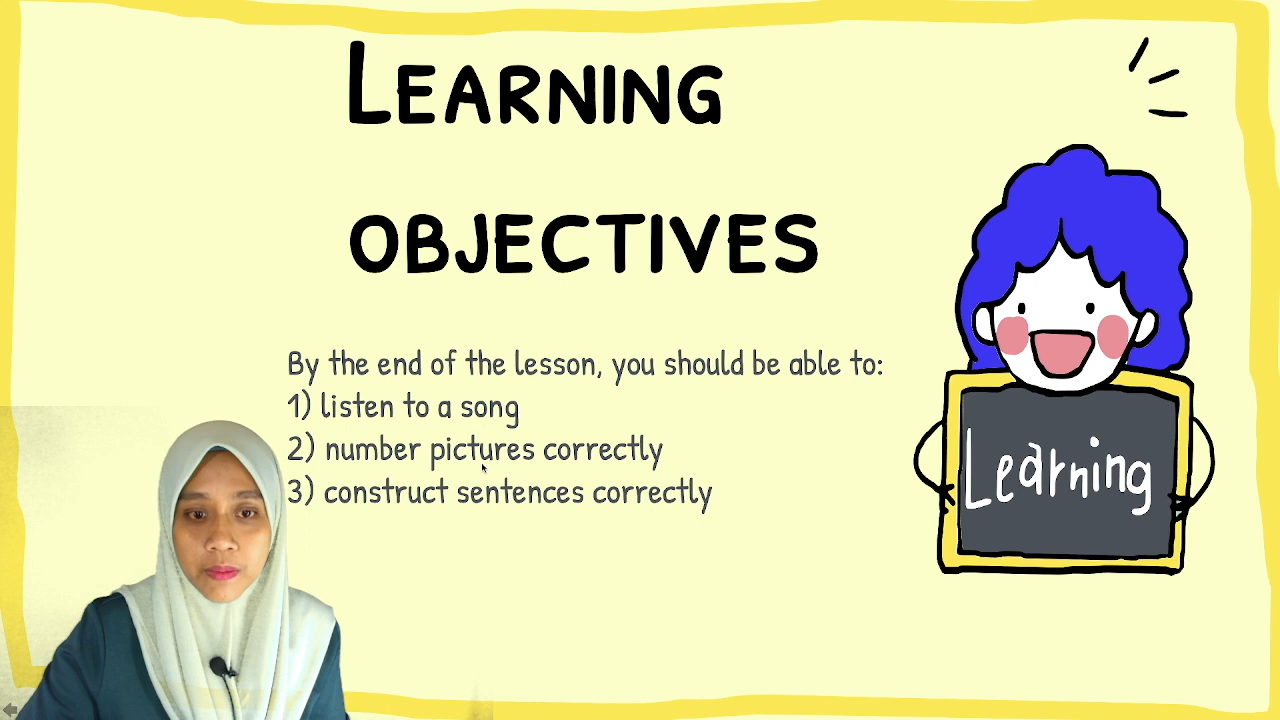 LEARNING
OBJECTIVES
By the end of the lesson, you should be able to:
1) listen to a song
2) number pictures correctly
3) construct sentences correctly
Learning